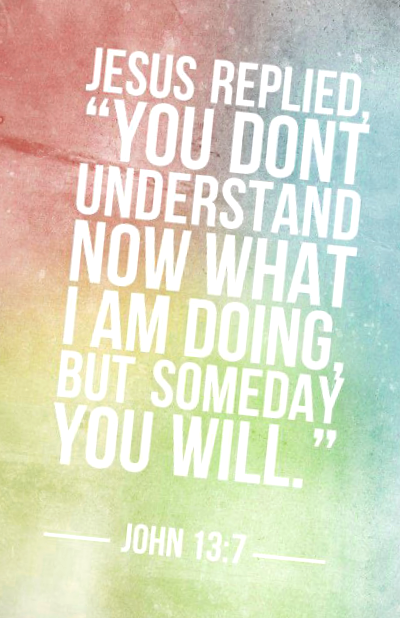 JESUS REPLIED,
“YOU DONT
UNDERSTAND
NOW WHAT
I AM DOING,
BUT SOMEDAY
YOU WILL.”
JOHN 13:7